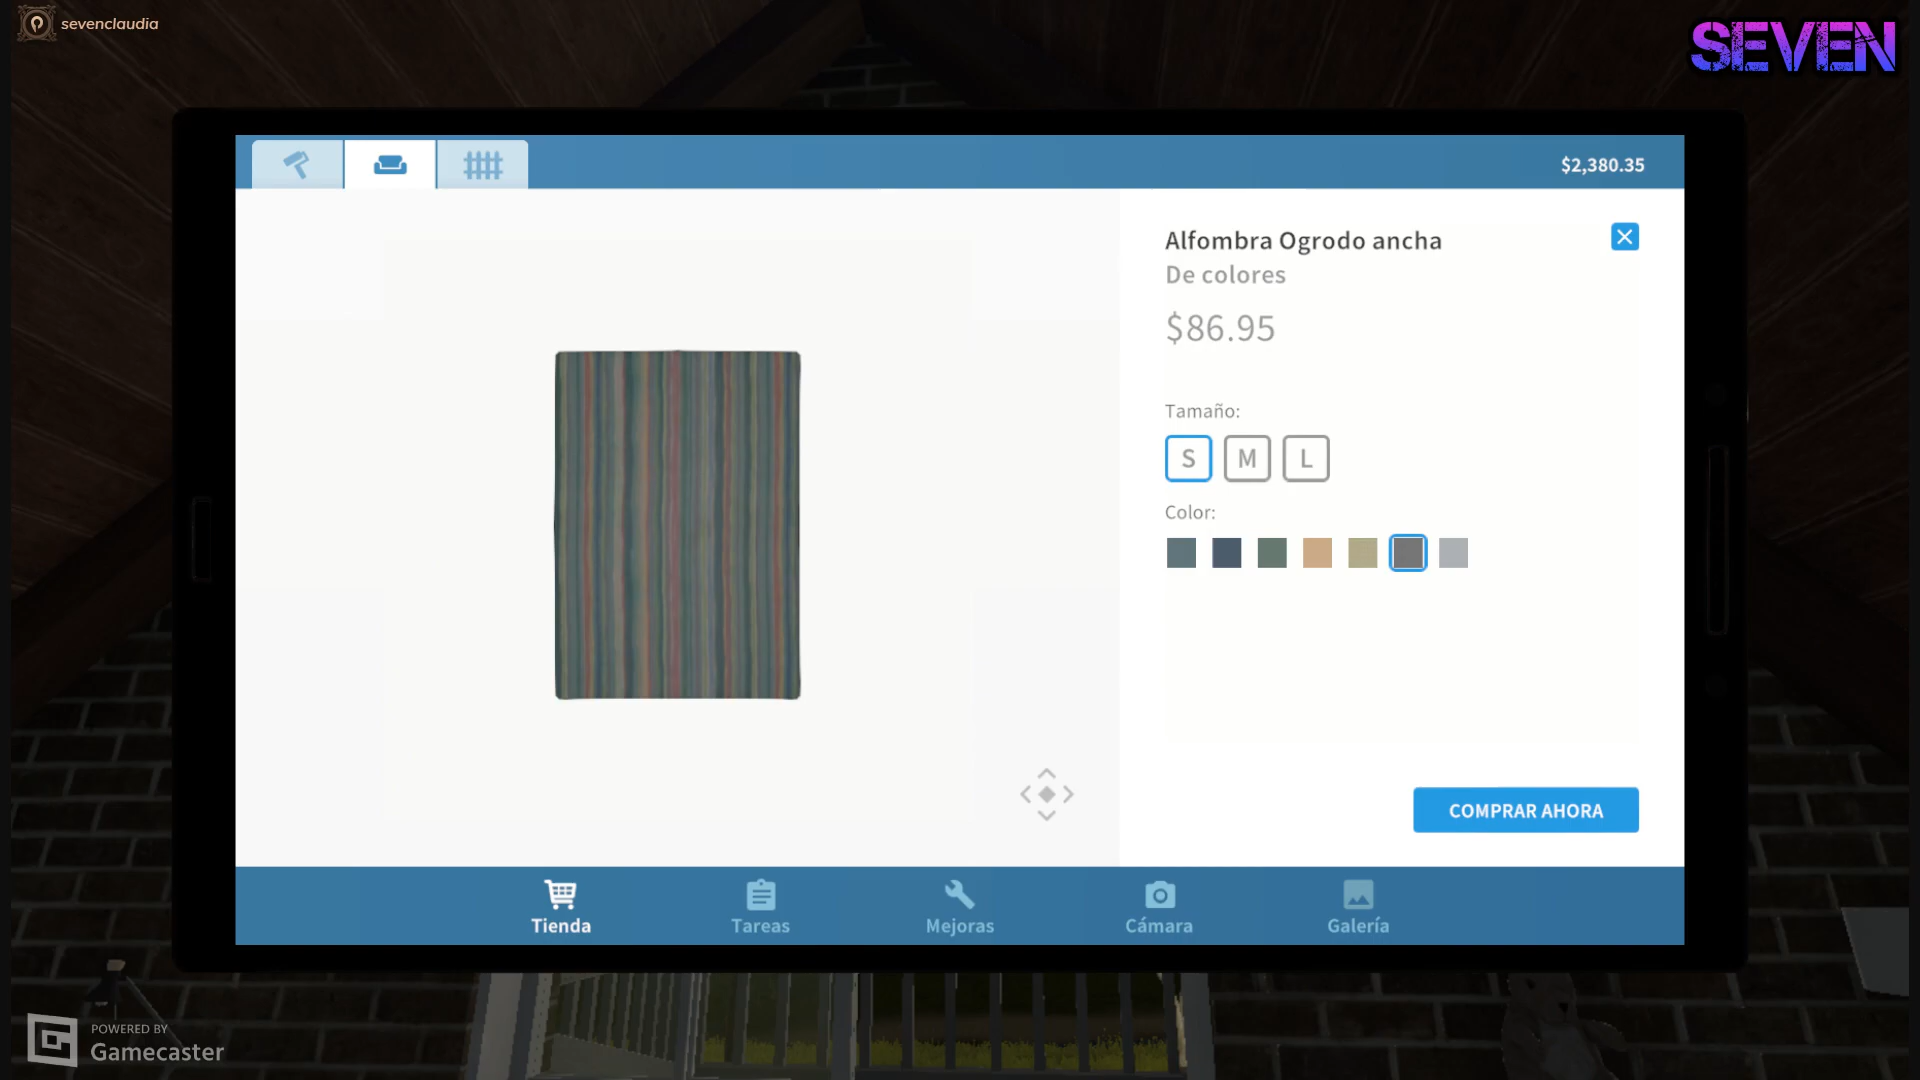 sevenclaudia
SEVEN
$2,380.35
Alfombra Ogrodo ancha
De colores
$86.95
Tamaño:
S M L
Color:
COMPRAR AHORA
Tienda Tareas Mejoras Cámara Galería
POWERED BY
Gamecaster